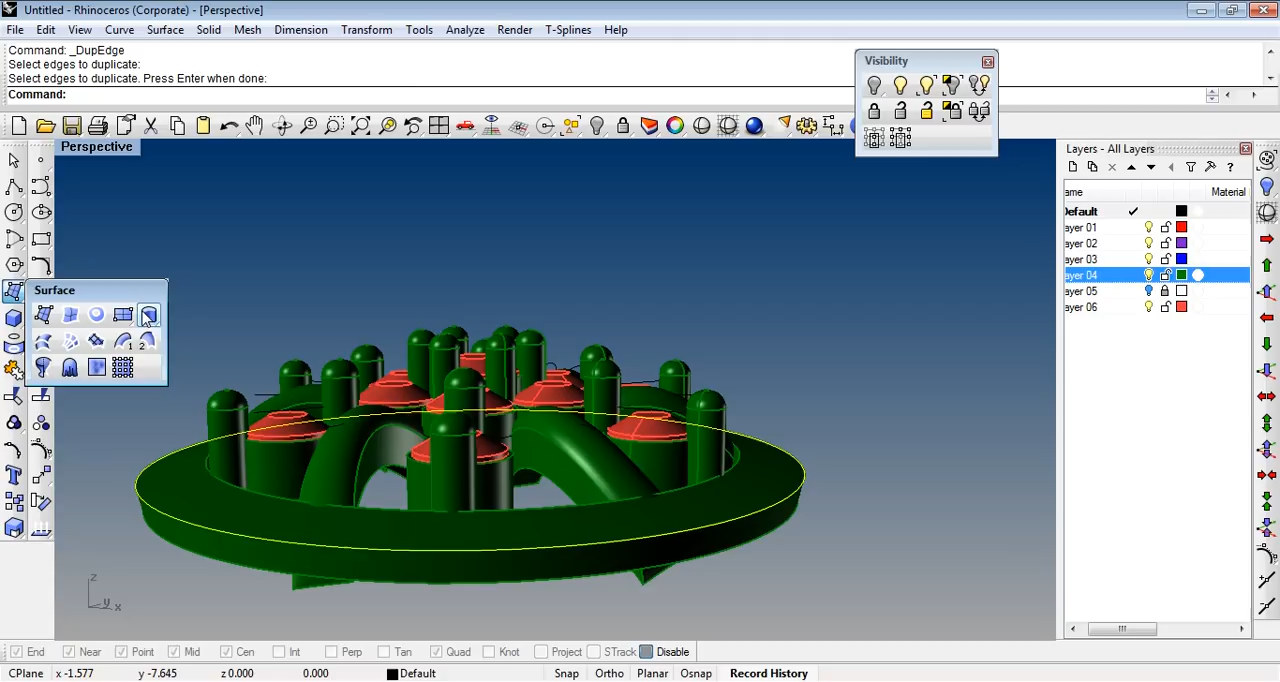 Untitled - Rhinoceros (Corporate) - [Perspective]
File Edit View Curve Surface Solid Mesh Dimension Transform Tools Analyze Render T-Splines Help
Command: _DupEdge
Select edges to duplicate:
Select edges to duplicate. Press Enter when done:
Command:
Visibility
Perspective
Layers - All Layers
ame Material
Default
ayer 01
ayer 02
ayer 03
ayer 04
ayer 05
ayer 06
Surface
1
2
z
y x
End Near Point Mid Cen Int Perp Tan Quad Knot Project STrack Disable
CPlane x -1.577 y -7.645 z 0.000 0.000 Default Snap Ortho Planar Osnap Record History